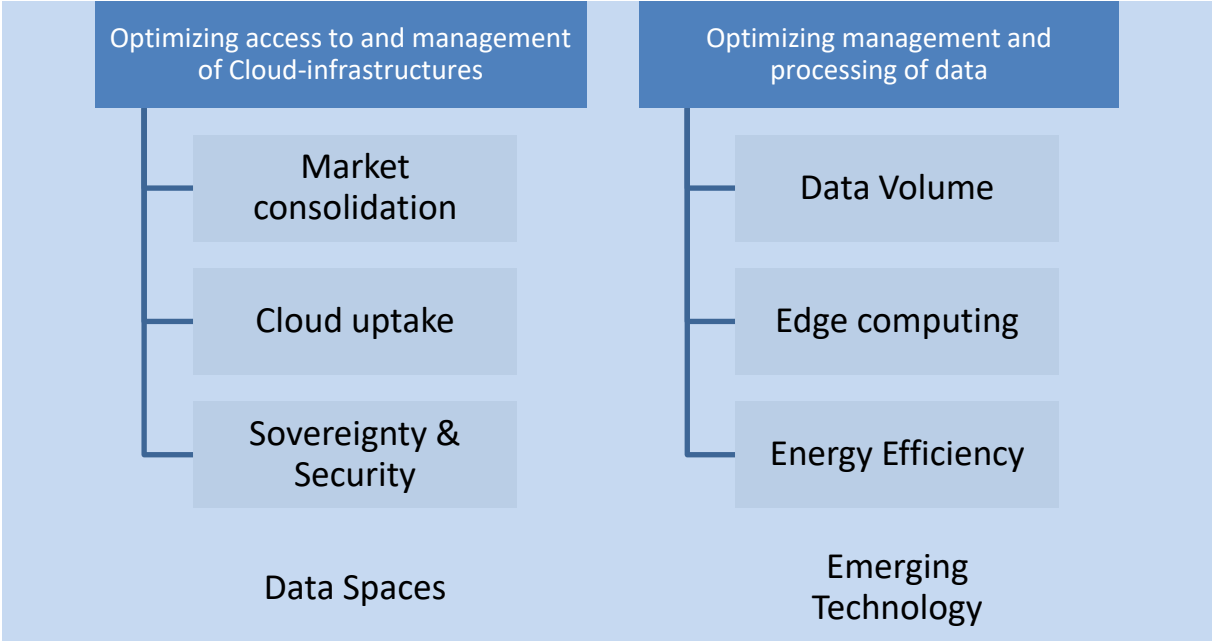 Optimizing access to and management
of Cloud-infrastructures
Market
consolidation
Cloud uptake
Sovereignty &
Security
Data Spaces
Optimizing management and
processing of data
Data Volume
Edge computing
Energy Efficiency
Emerging
Technology